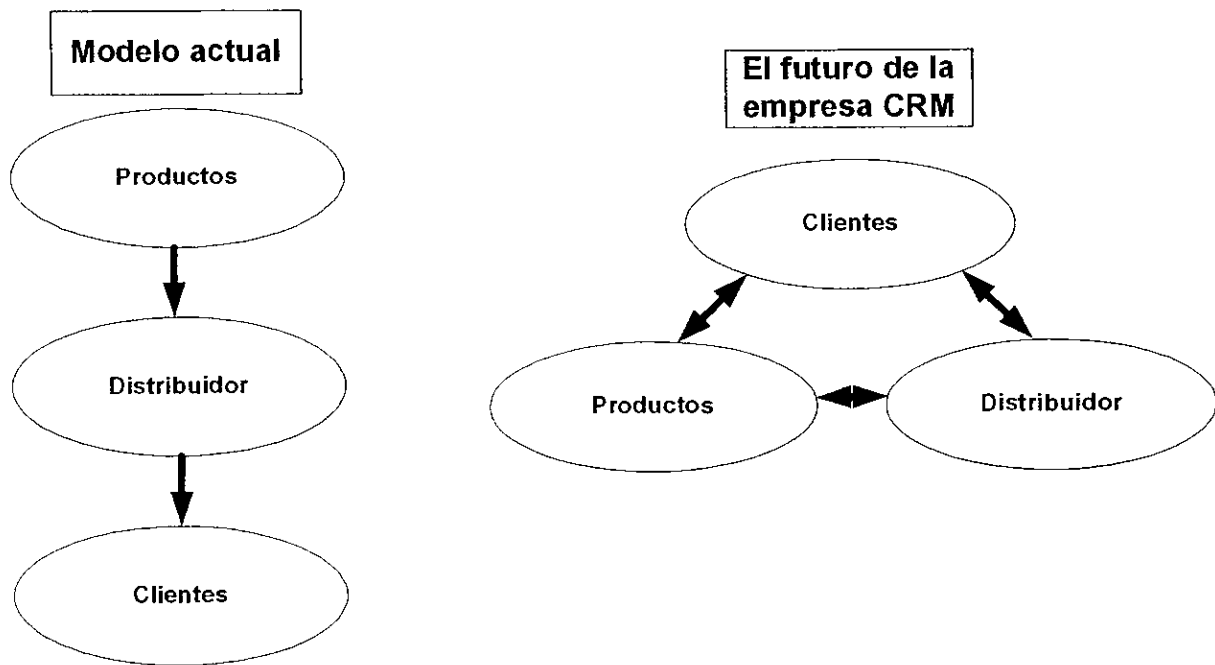 Modelo actual
Productos
Distribuidor
Clientes
El futuro de la
empresa CRM
Clientes
Productos
Distribuidor